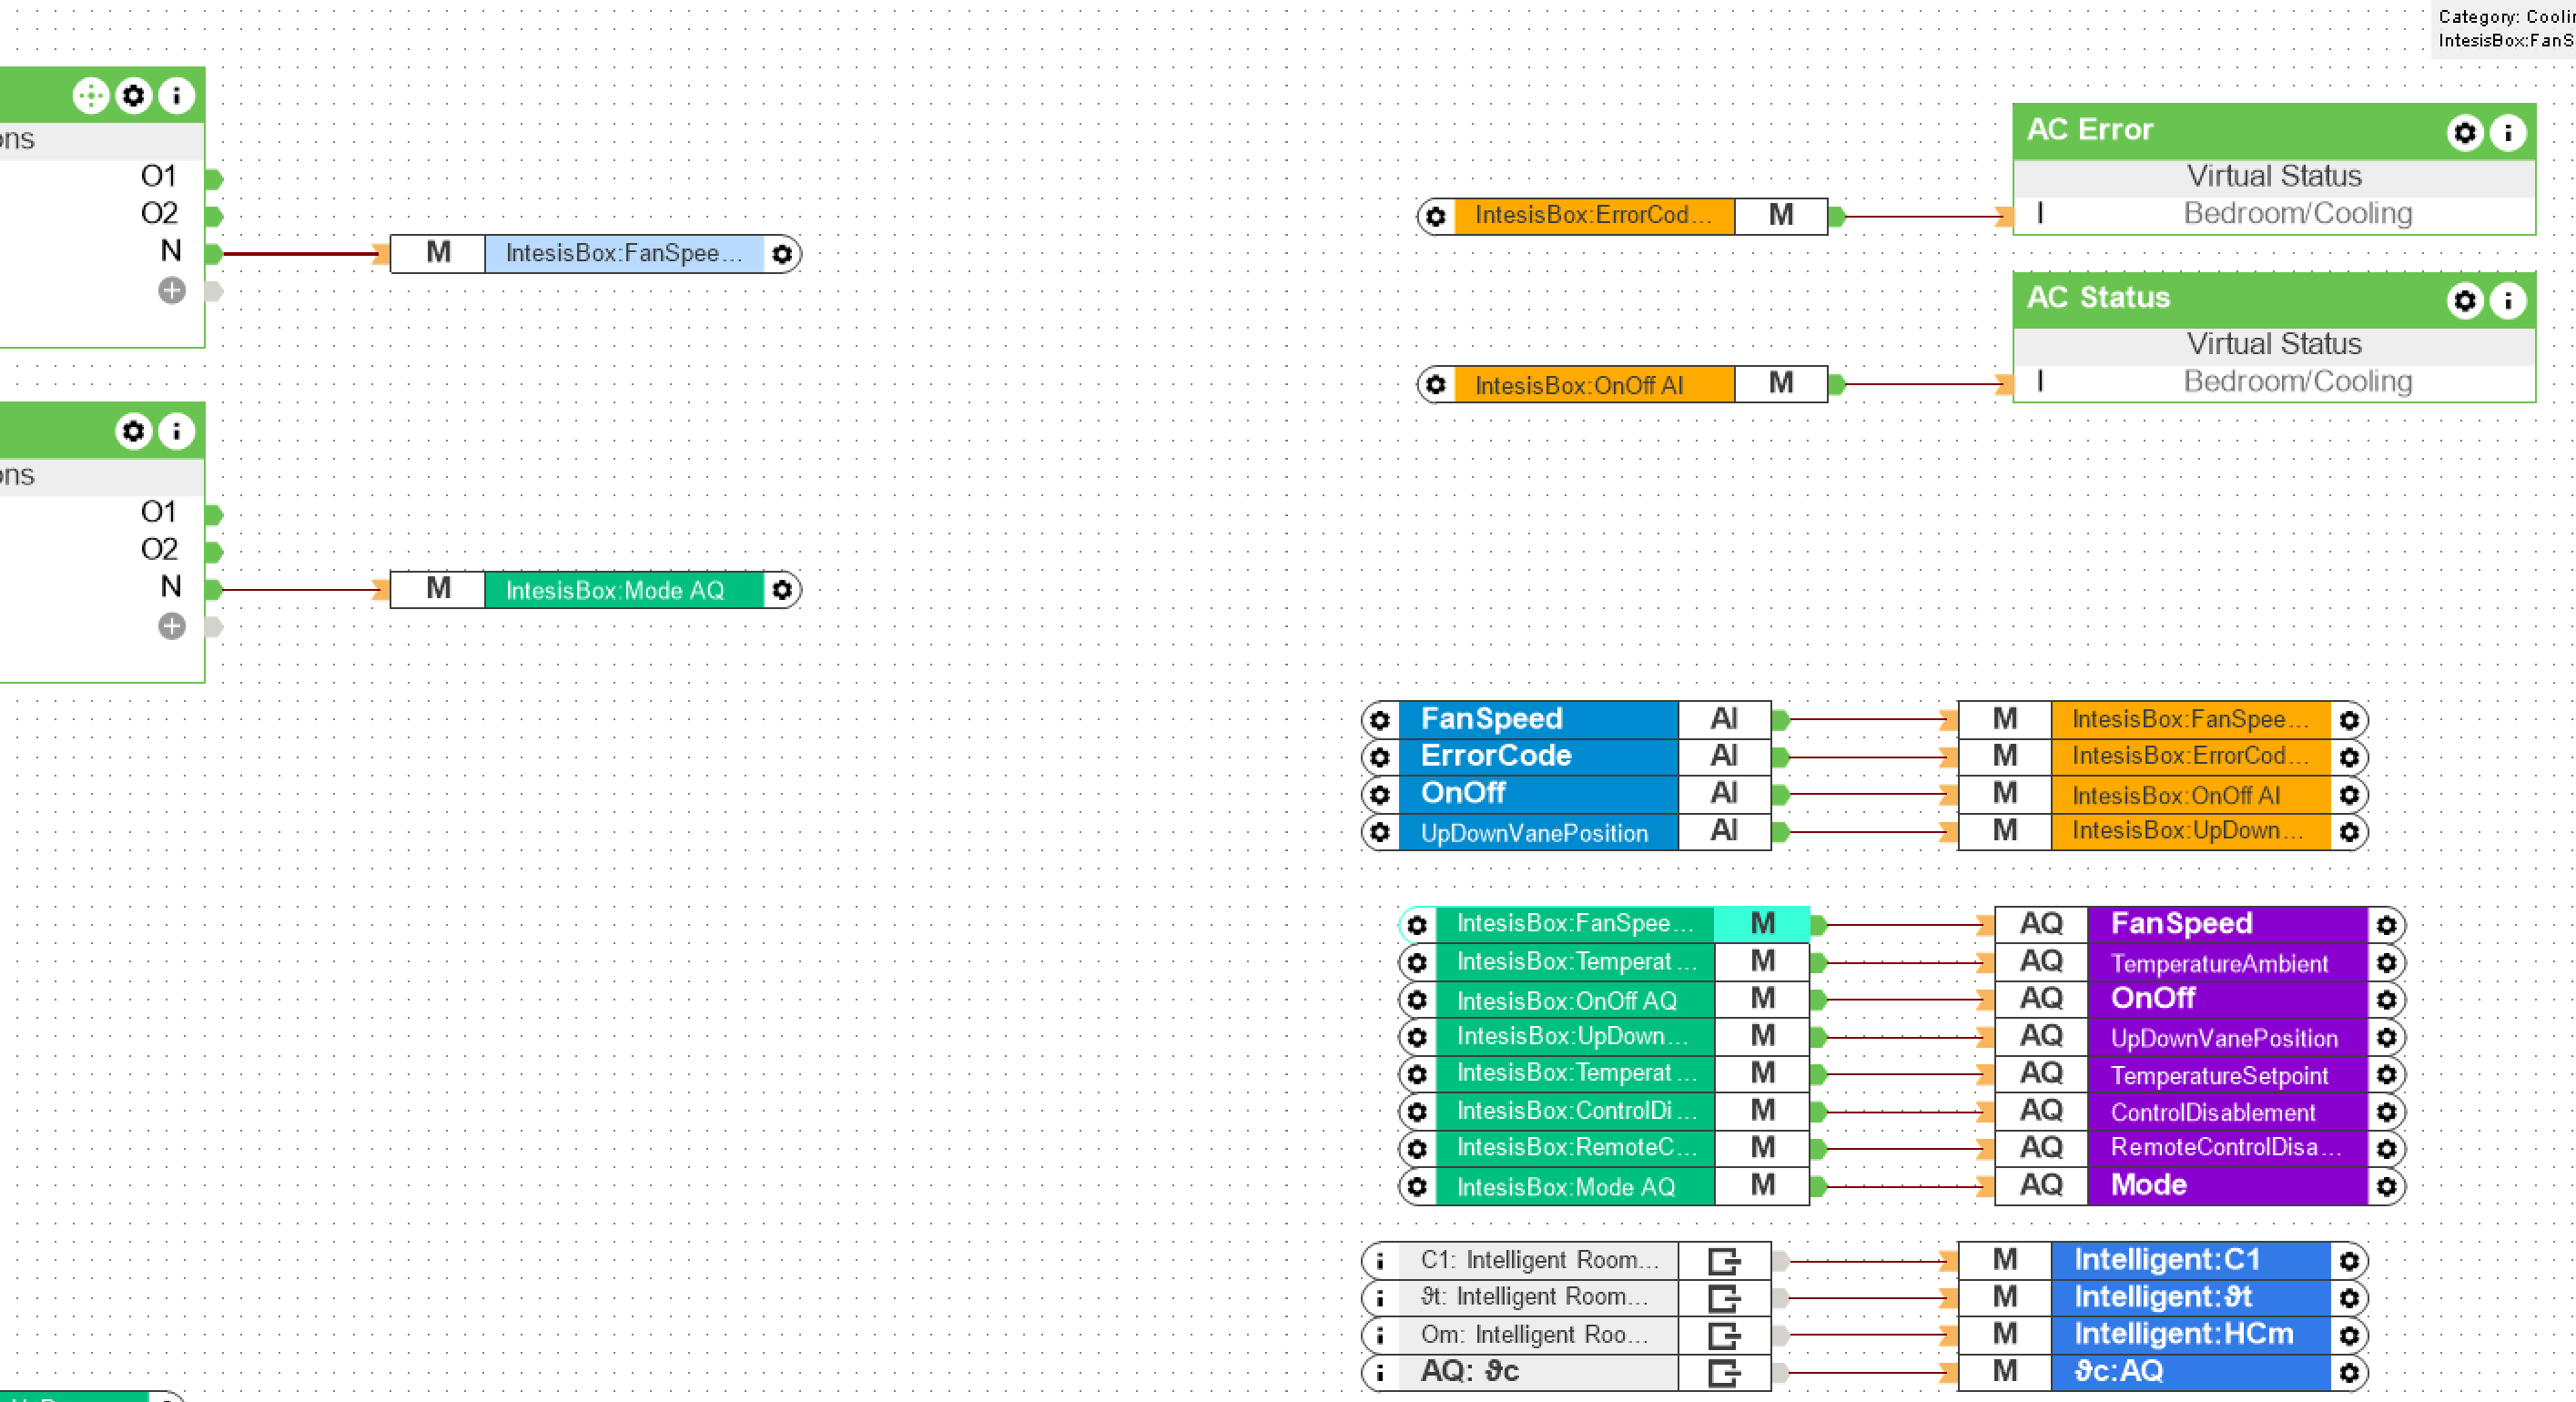 Category: Coolin
IntesisBox:FanS
ons
O1
O2
N
M IntesisBox:FanSpee...
ons
O1
O2
N
M IntesisBox:Mode AQ
AC Error
Virtual Status
IntesisBox:ErrorCod... M
I Bedroom/Cooling
AC Status
Virtual Status
IntesisBox:OnOff AI M
I Bedroom/Cooling
FanSpeed AI M IntesisBox:FanSpee...
ErrorCode AI M IntesisBox:ErrorCod...
OnOff AI M IntesisBox:OnOff AI
UpDownVanePosition AI M IntesisBox:UpDown...
IntesisBox:FanSpee... M AQ FanSpeed
IntesisBox:Temperat... M AQ TemperatureAmbient
IntesisBox:OnOff AQ M AQ OnOff
IntesisBox:UpDown... M AQ UpDownVanePosition
IntesisBox:Temperat... M AQ TemperatureSetpoint
IntesisBox:ControlDi... M AQ ControlDisablement
IntesisBox:RemoteC... M AQ RemoteControlDisa...
IntesisBox:Mode AQ M AQ Mode
C1: Intelligent Room... M Intelligent:C1
ϑt: Intelligent Room... M Intelligent:ϑt
Om: Intelligent Roo... M Intelligent:HCm
AQ: ϑc M ϑc:AQ